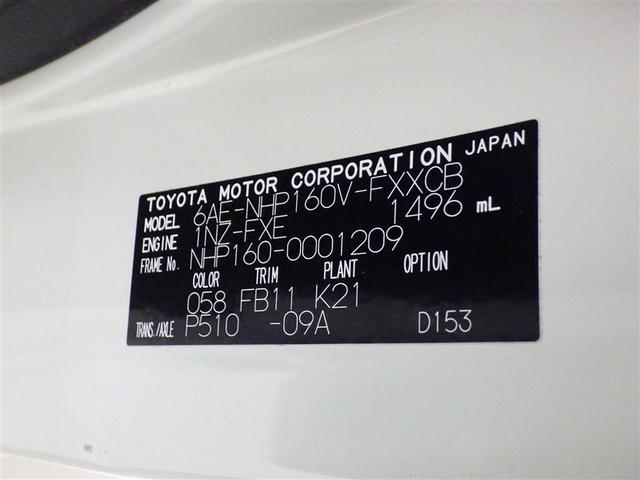 TOYOTA MOTOR CORPORATION JAPAN
MODEL 6AE-NHP160V-FXXCB
ENGINE 1NZ-FXE 1496 mL
FRAME No. NHP160-0001209
COLOR TRIM PLANT OPTION
058 FB11 K21
TRANS./AXLE P510 -09A D153